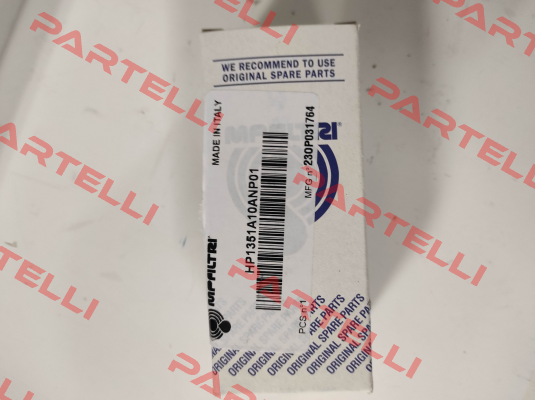 WE RECOMMEND TO USE
ORIGINAL SPARE PARTS
MADE IN ITALY
MPFILTRI
HP1351A10ANP01
MFG n° 230P031764
PCS n°1
MPFILTRI
ORIGINAL SPARE PARTS
ORIGINAL SPARE PARTS
ORIGINAL SPARE PARTS
ORIGINAL SPARE PARTS
PARTELLI
PARTELLI
PARTELLI
PARTELLI
PARTELLI
PARTELLI